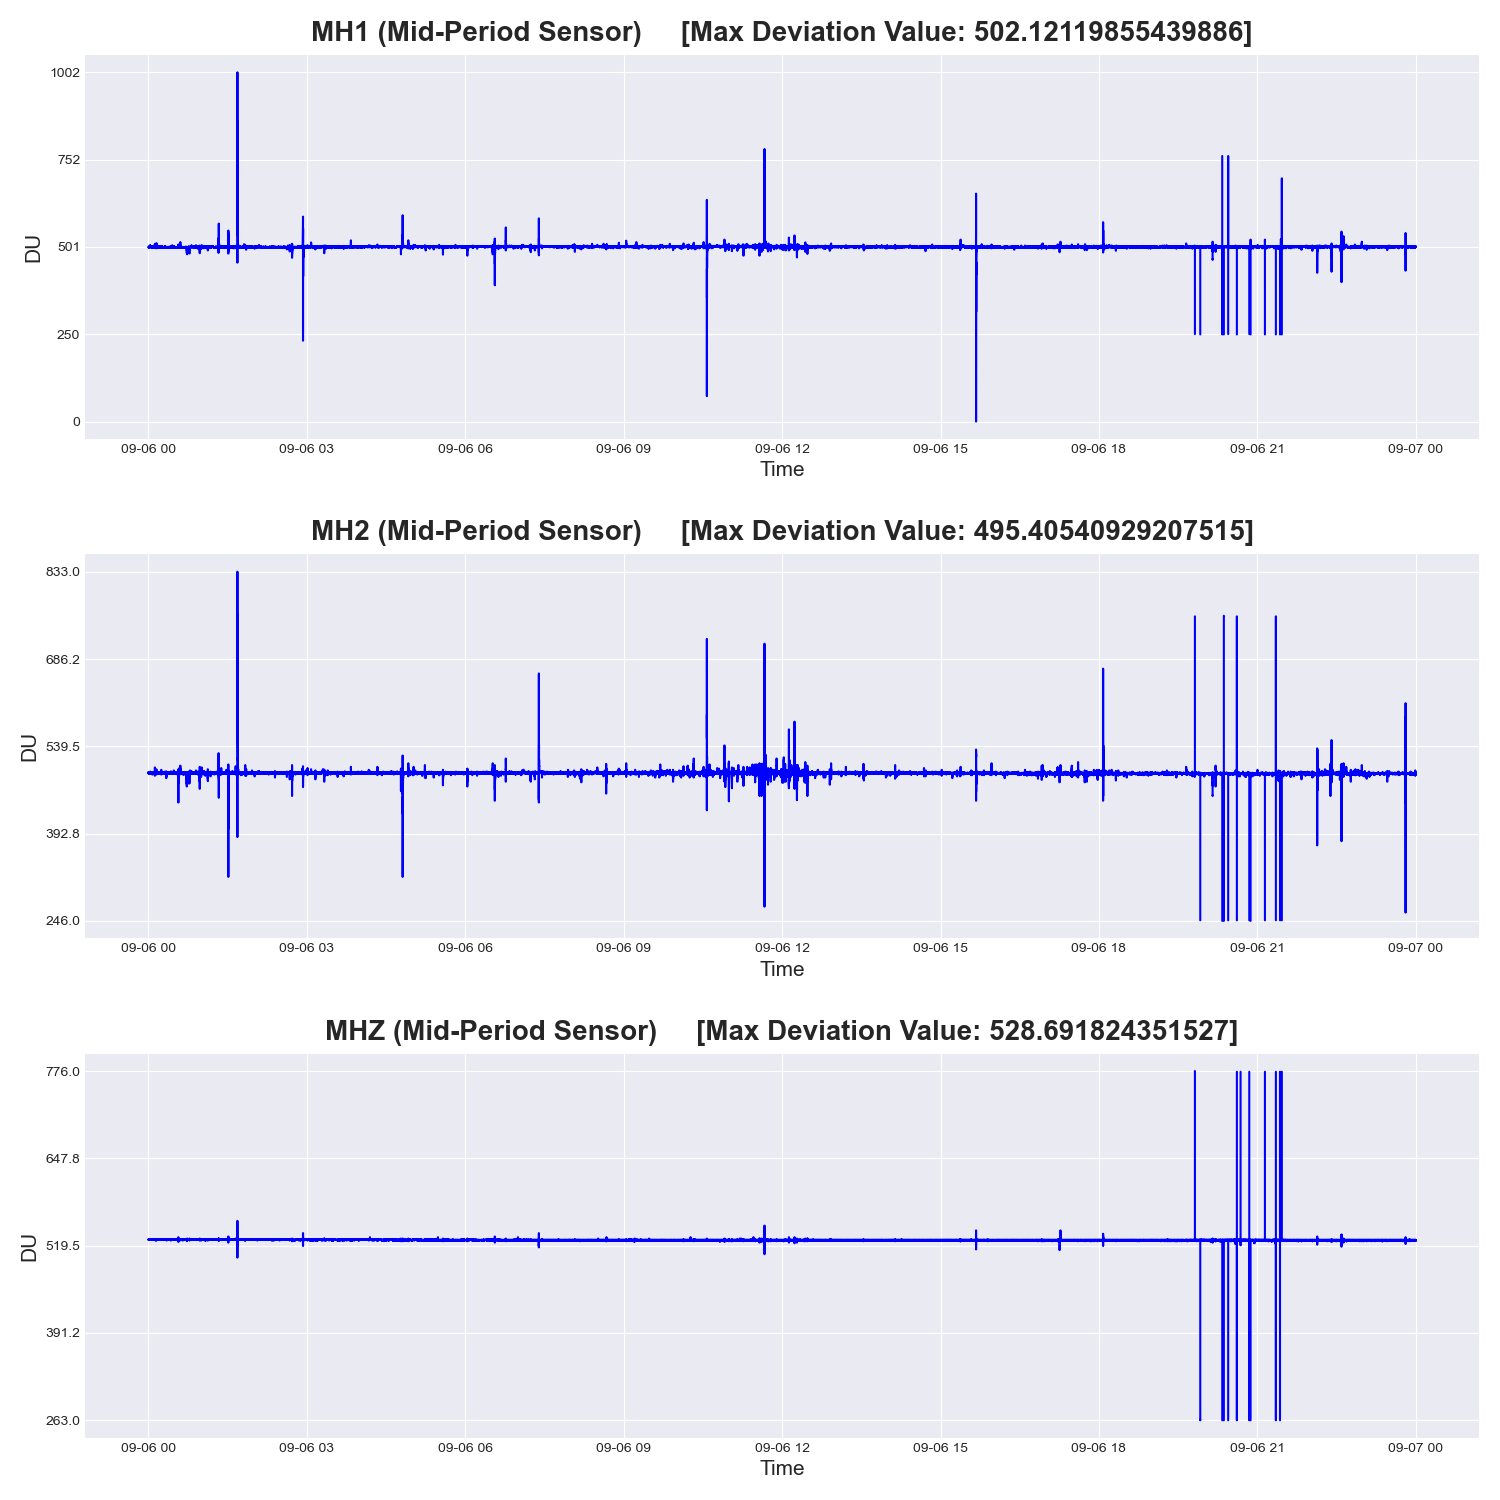 MH1 (Mid-Period Sensor) [Max Deviation Value: 502.12119855439886]
1002
752
501
250
0
DU
09-06 00 09-06 03 09-06 06 09-06 09 09-06 12 09-06 15 09-06 18 09-06 21 09-07 00
Time
MH2 (Mid-Period Sensor) [Max Deviation Value: 495.40540929207515]
833.0
686.2
539.5
392.8
246.0
DU
09-06 00 09-06 03 09-06 06 09-06 09 09-06 12 09-06 15 09-06 18 09-06 21 09-07 00
Time
MHZ (Mid-Period Sensor) [Max Deviation Value: 528.691824351527]
776.0
647.8
519.5
391.2
263.0
DU
09-06 00 09-06 03 09-06 06 09-06 09 09-06 12 09-06 15 09-06 18 09-06 21 09-07 00
Time